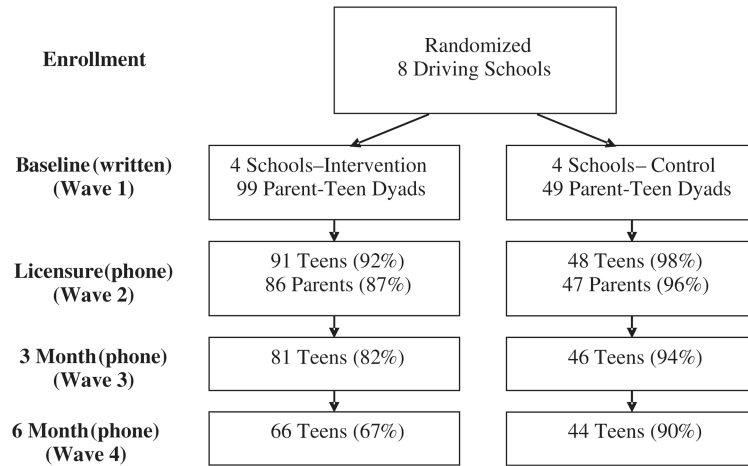 Enrollment
Randomized
8 Driving Schools
Baseline (written)
(Wave 1)
4 Schools–Intervention
99 Parent-Teen Dyads
4 Schools– Control
49 Parent-Teen Dyads
Licensure (phone)
(Wave 2)
91 Teens (92%)
86 Parents (87%)
48 Teens (98%)
47 Parents (96%)
3 Month (phone)
(Wave 3)
81 Teens (82%)
46 Teens (94%)
6 Month (phone)
(Wave 4)
66 Teens (67%)
44 Teens (90%)